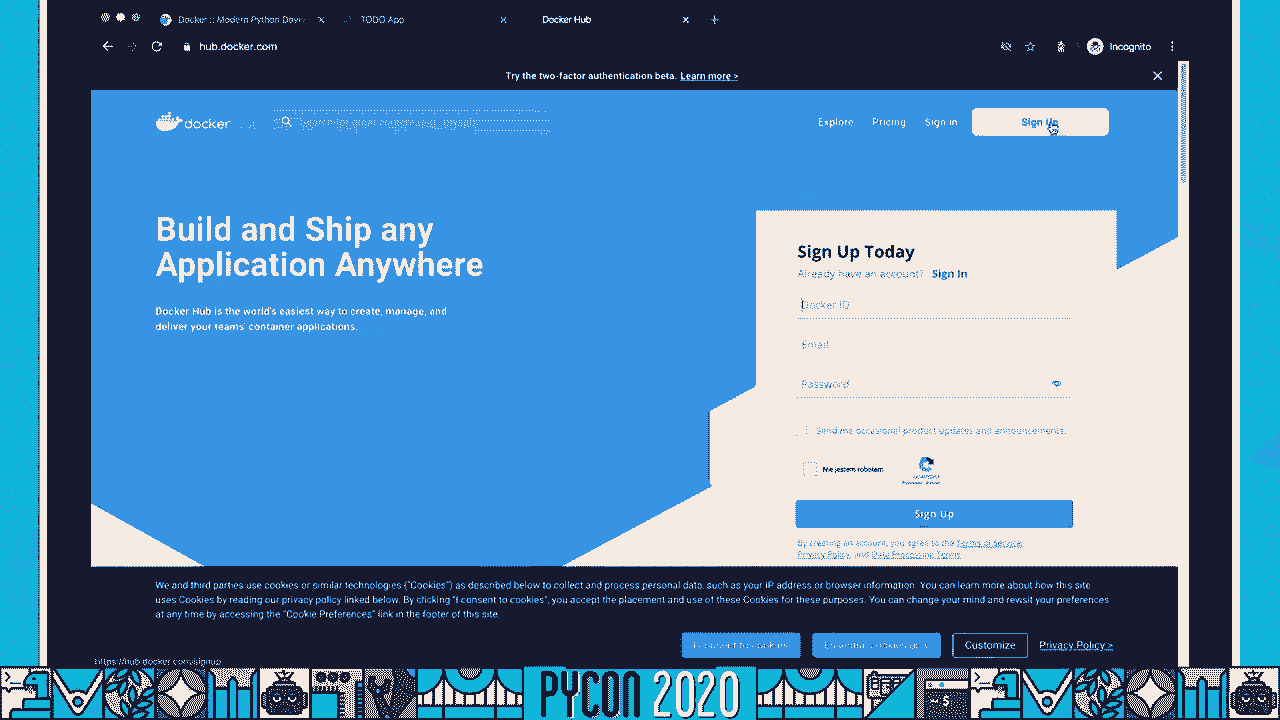 Docker :: Modern Python Dev
TODO App
Docker Hub
hub.docker.com
Incognito
Try the two-factor authentication beta. Learn more >
docker
Explore
Pricing
Sign in
Sign Up
Build and Ship any
Application Anywhere
Docker Hub is the world's easiest way to create, manage, and
deliver your teams' container applications.
Sign Up Today
Already have an account? Sign In
Docker ID
Email
Password
Send me occasional product updates and announcements.
Nie jestem robotem
Sign Up
By creating an account, you agree to the Terms of Service,
Privacy Policy, and Data Processing Terms.
We and third parties use cookies or similar technologies ("Cookies") as described below to collect and process personal data, such as your IP address or browser information. You can learn more about how this site
uses Cookies by reading our privacy policy linked below. By clicking "I consent to cookies", you accept the placement and use of these Cookies for these purposes. You can change your mind and revisit your preferences
at any time by accessing the "Cookie Preferences" link in the footer of this site.
I consent to cookies
Customize
Privacy Policy >
https://hub.docker.com/signup
PYCON 2020